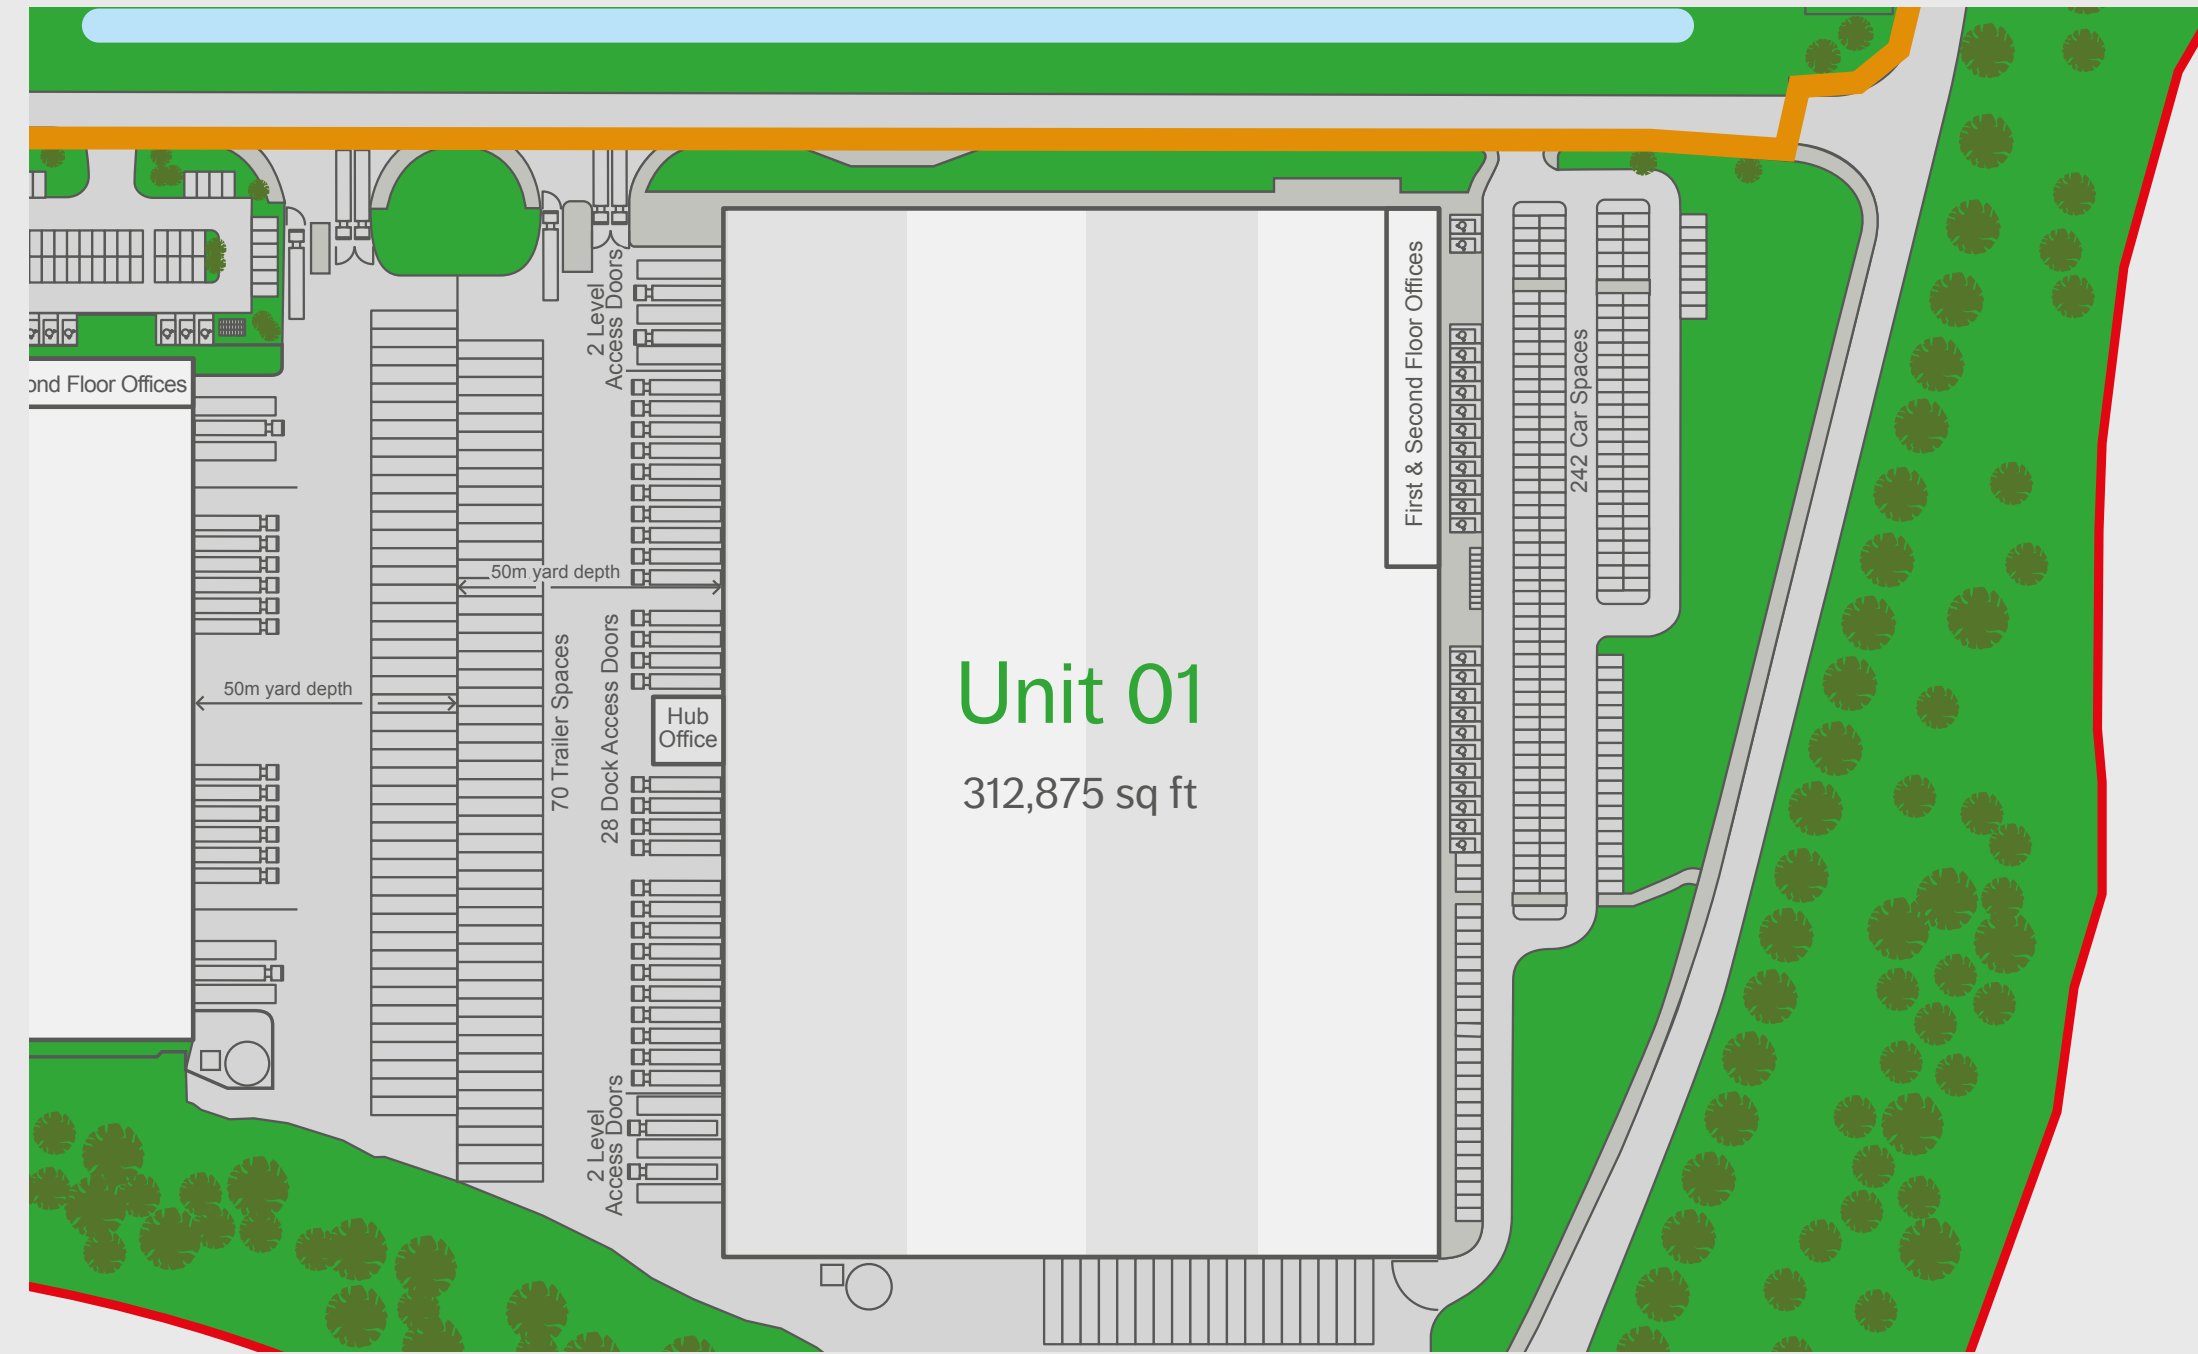 2 Level
Access Doors
First & Second Floor Offices
242 Car Spaces
ond Floor Offices
50m yard depth
50m yard depth
70 Trailer Spaces
28 Dock Access Doors
Hub
Office
Unit 01
312,875 sq ft
2 Level
Access Doors